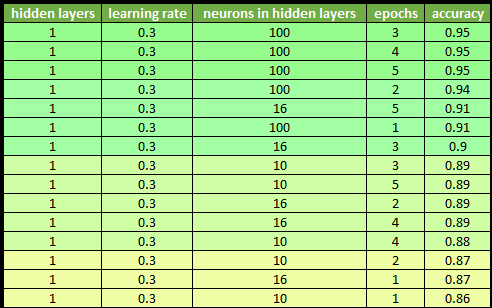 hidden layers learning rate neurons in hidden layers epochs accuracy
1 0.3 100 3 0.95
1 0.3 100 4 0.95
1 0.3 100 5 0.95
1 0.3 100 2 0.94
1 0.3 16 5 0.91
1 0.3 100 1 0.91
1 0.3 16 3 0.9
1 0.3 10 3 0.89
1 0.3 10 5 0.89
1 0.3 16 2 0.89
1 0.3 16 4 0.89
1 0.3 10 4 0.88
1 0.3 10 2 0.87
1 0.3 16 1 0.87
1 0.3 10 1 0.86